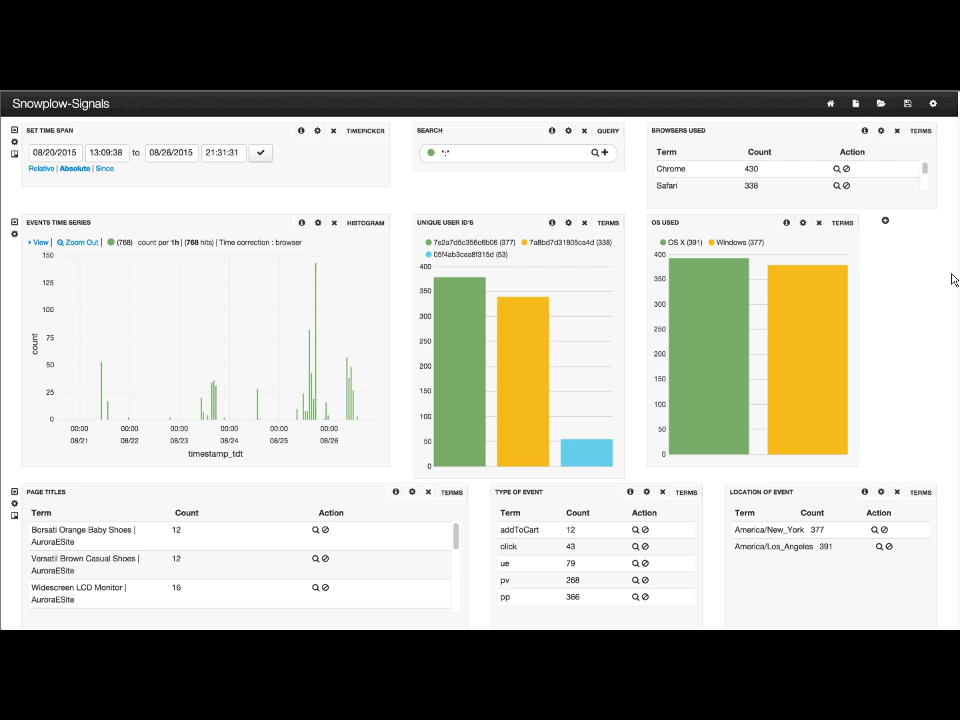 Snowplow-Signals
SET TIME SPAN
TIMEPICKER
08/20/2015 13:09:38 to 08/26/2015 21:31:31
Relative | Absolute | Since
SEARCH
QUERY
*:*
BROWSERS USED
TERMS
Term Count Action
Chrome 430
Safari 338
EVENTS TIME SERIES
HISTOGRAM
View | Zoom Out | (768) count per 1h | (768 hits) | Time correction : browser
150
125
100
75
50
25
0
count
00:00 00:00 00:00 00:00 00:00 00:00
08/21 08/22 08/23 08/24 08/25 08/26
timestamp_tdt
UNIQUE USER ID'S
TERMS
7e2a7d5c356c6b06 (377) 7a8bd7d31805ca4d (338)
05f4ab3cea8f315d (53)
400
350
300
250
200
150
100
50
0
OS USED
TERMS
OS X (391) Windows (377)
400
350
300
250
200
150
100
50
0
PAGE TITLES
TERMS
Term Count Action
Borsati Orange Baby Shoes | 12
AuroraESite
Versatil Brown Casual Shoes | 12
AuroraESite
Widescreen LCD Monitor | 16
AuroraESite
TYPE OF EVENT
TERMS
Term Count Action
addToCart 12
click 43
ue 79
pv 268
pp 366
LOCATION OF EVENT
TERMS
Term Count Action
America/New_York 377
America/Los_Angeles 391